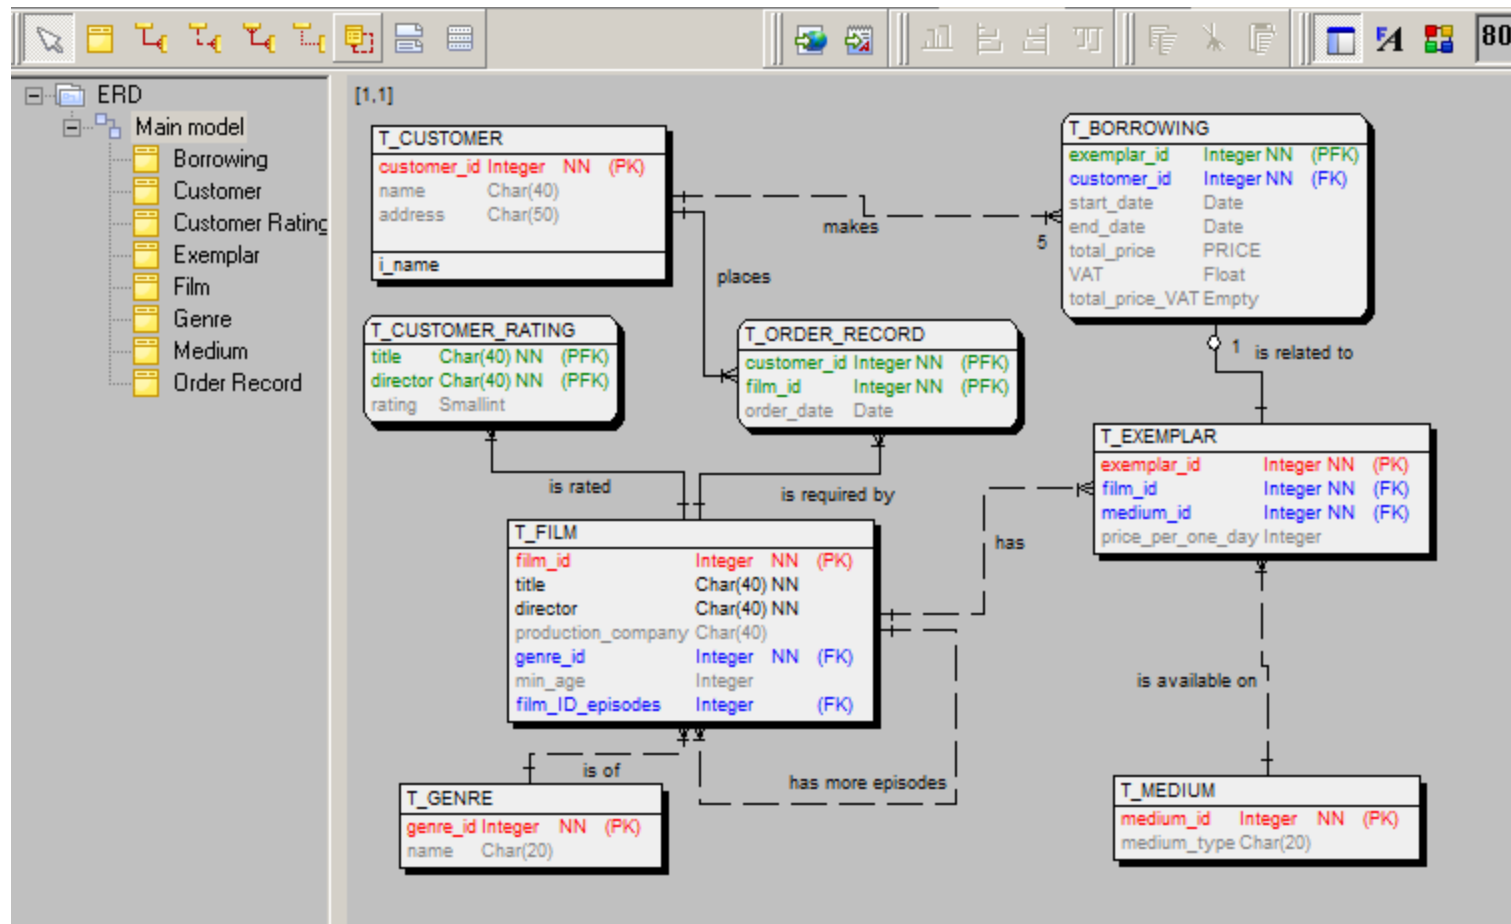 80
ERD
Main model
Borrowing
Customer
Customer Rating
Exemplar
Film
Genre
Medium
Order Record
[1,1]
T_CUSTOMER
customer_id Integer NN (PK)
name Char(40)
address Char(50)
i_name
makes
5
places
T_BORROWING
exemplar_id Integer NN (PFK)
customer_id Integer NN (FK)
start_date Date
end_date Date
total_price PRICE
VAT Float
total_price_VAT Empty
1 is related to
T_CUSTOMER_RATING
title Char(40) NN (PFK)
director Char(40) NN (PFK)
rating Smallint
T_ORDER_RECORD
customer_id Integer NN (PFK)
film_id Integer NN (PFK)
order_date Date
is rated
is required by
has
T_EXEMPLAR
exemplar_id Integer NN (PK)
film_id Integer NN (FK)
medium_id Integer NN (FK)
price_per_one_day Integer
T_FILM
film_id Integer NN (PK)
title Char(40) NN
director Char(40) NN
production_company Char(40)
genre_id Integer NN (FK)
min_age Integer
film_ID_episodes Integer (FK)
is available on
is of
has more episodes
T_GENRE
genre_id Integer NN (PK)
name Char(20)
T_MEDIUM
medium_id Integer NN (PK)
medium_type Char(20)